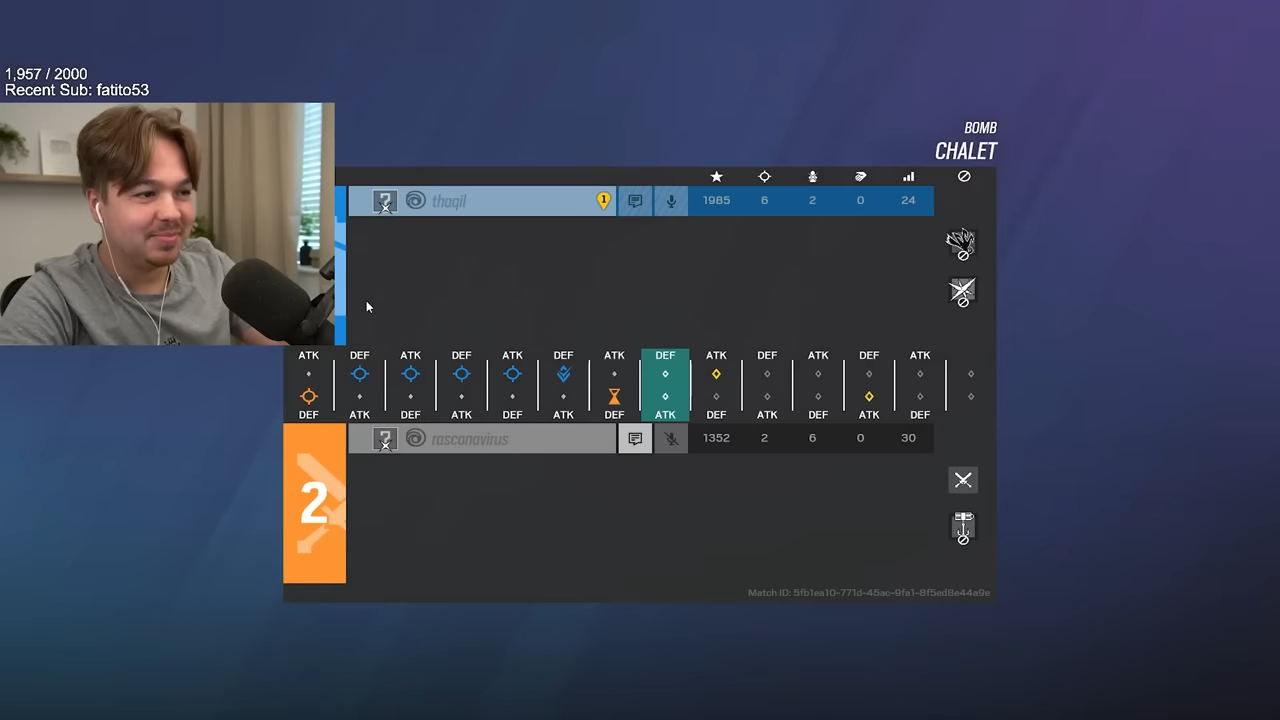 1,957 / 2000
Recent Sub: fatito53
BOMB
CHALET
thaqil 1 1985 6 2 0 24
ATK DEF ATK DEF ATK DEF ATK DEF ATK DEF ATK DEF ATK
DEF ATK DEF ATK DEF ATK DEF ATK DEF ATK DEF ATK DEF
2
rascanavirus 1352 2 6 0 30
Match ID: 5fb1ea10-771d-45ac-9fa1-8f5ed8e44a9e